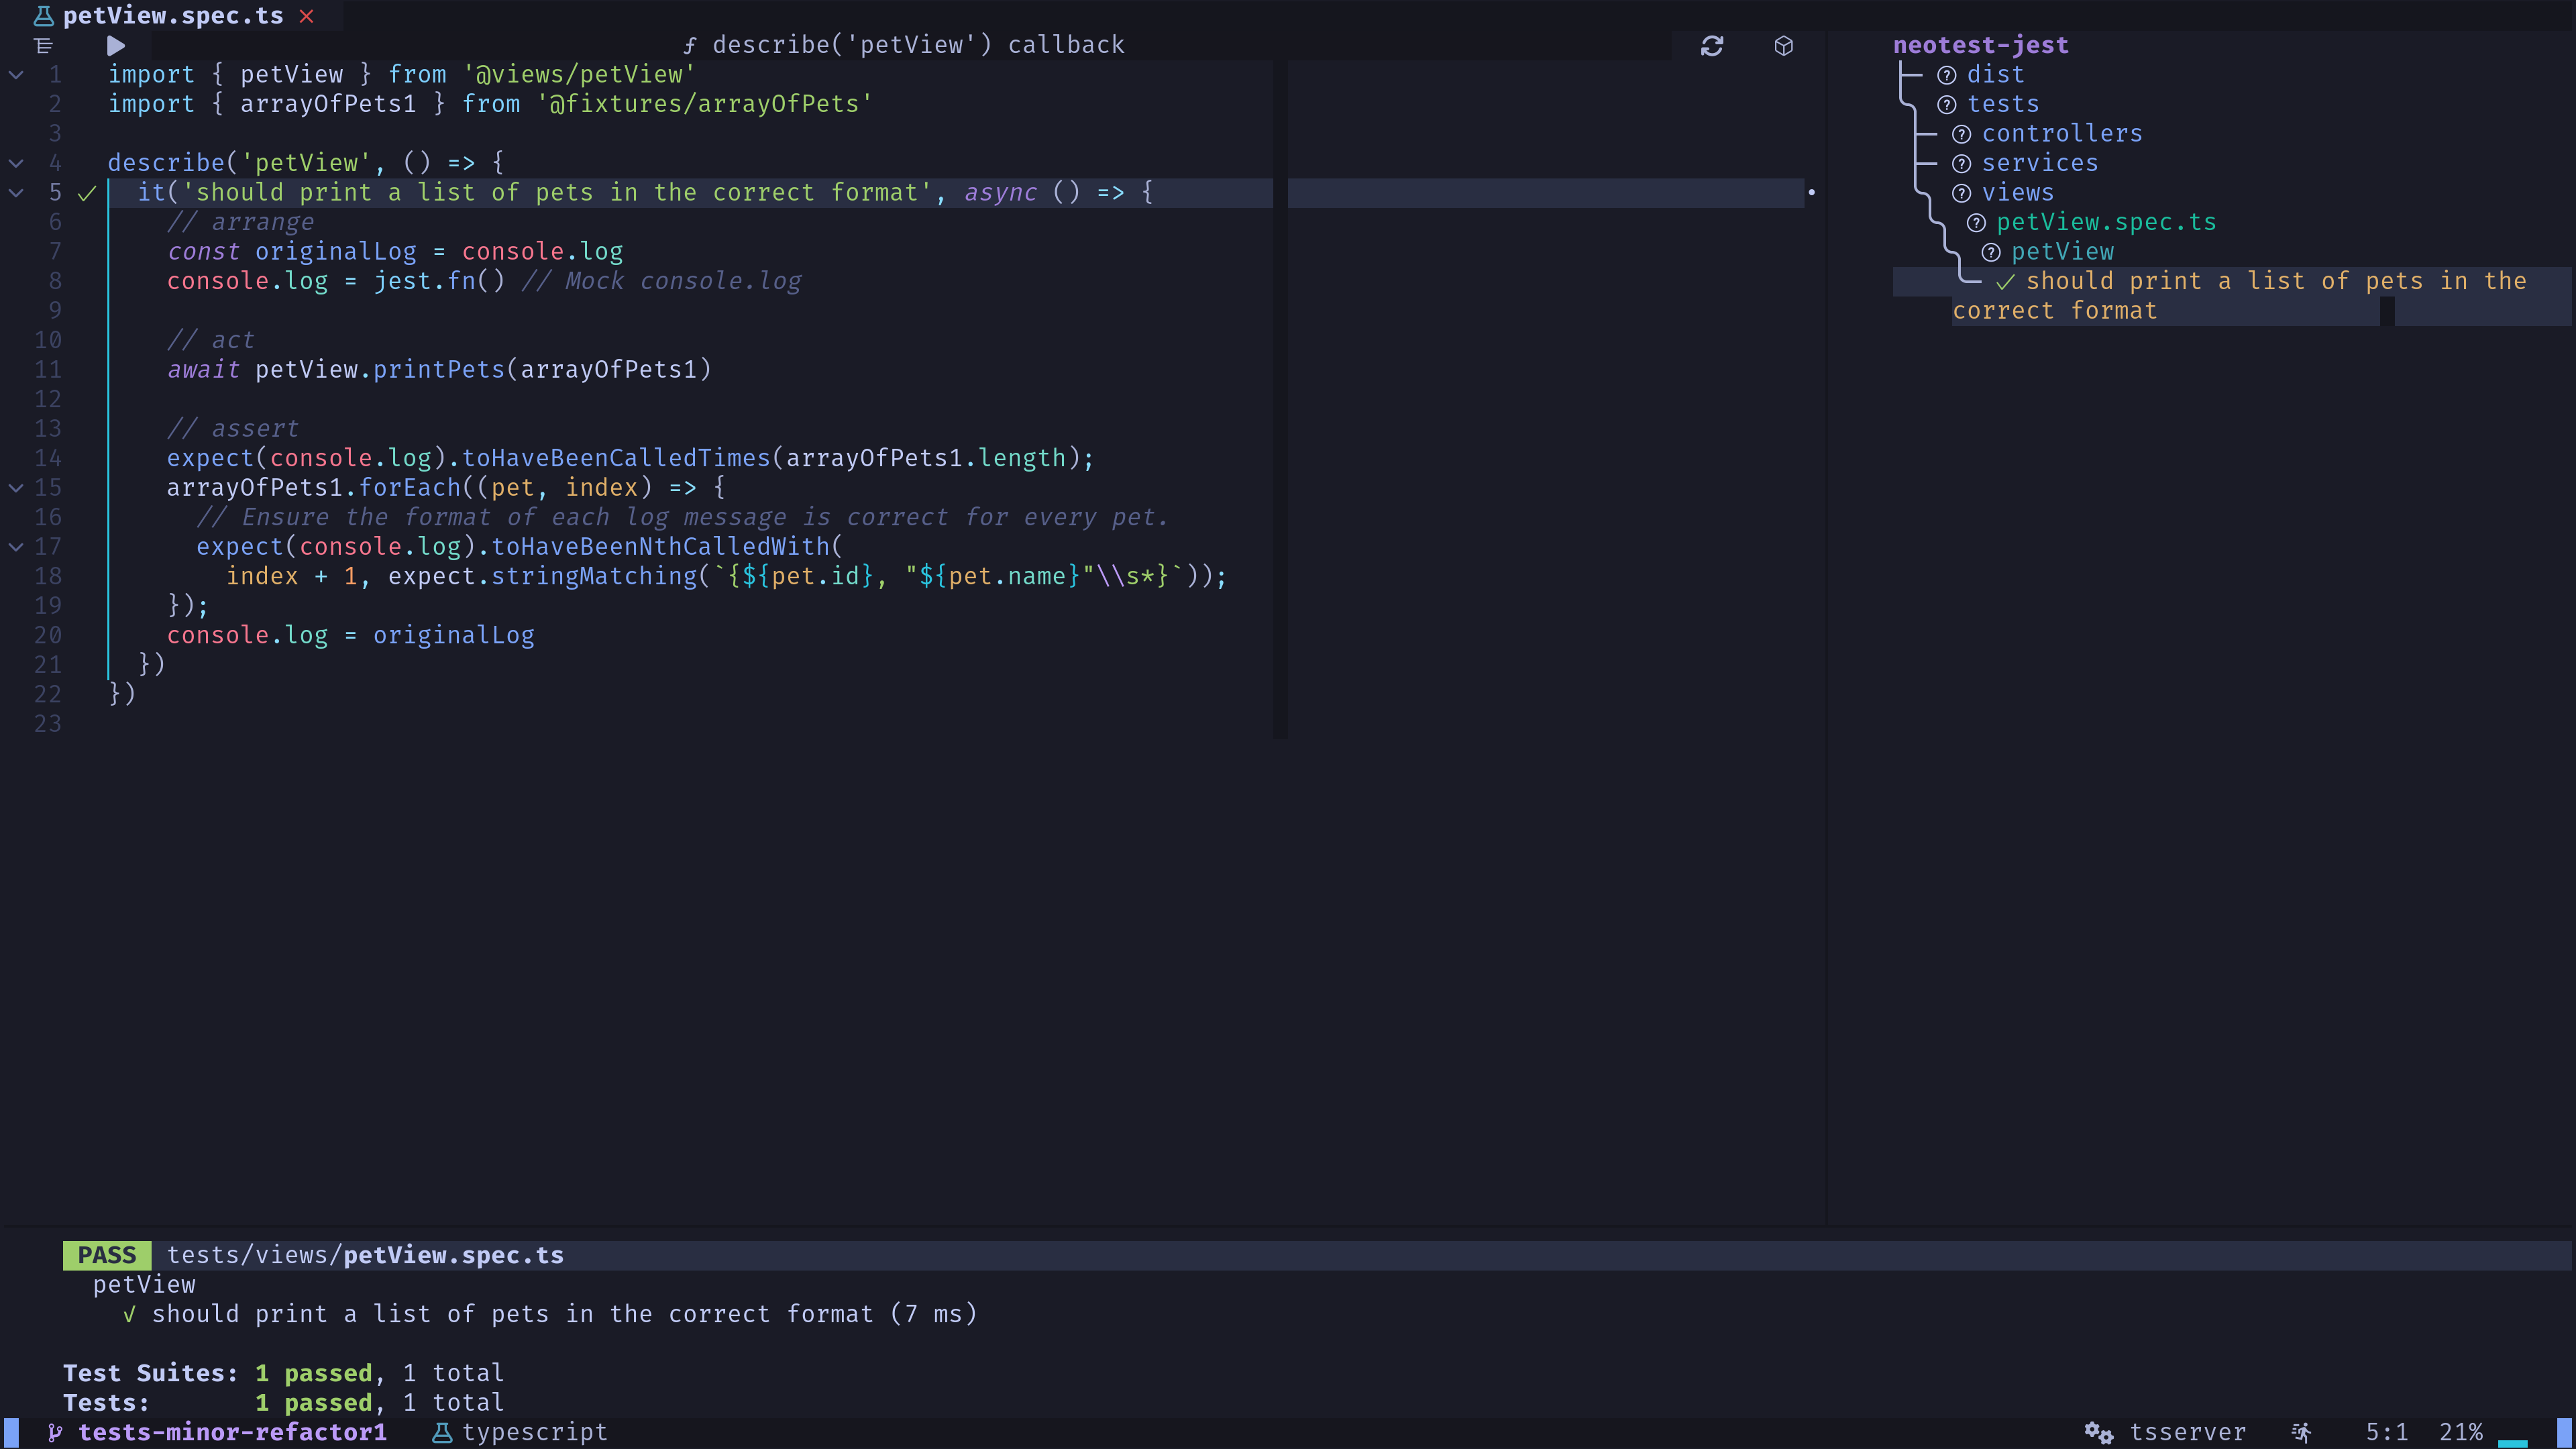 petView.spec.ts
describe('petView') callback
1 import { petView } from '@views/petView'
2 import { arrayOfPets1 } from '@fixtures/arrayOfPets'
3
4 describe('petView', () => {
5 it('should print a list of pets in the correct format', async () => {
6 // arrange
7 const originalLog = console.log
8 console.log = jest.fn() // Mock console.log
9
10 // act
11 await petView.printPets(arrayOfPets1)
12
13 // assert
14 expect(console.log).toHaveBeenCalledTimes(arrayOfPets1.length);
15 arrayOfPets1.forEach((pet, index) => {
16 // Ensure the format of each log message is correct for every pet.
17 expect(console.log).toHaveBeenNthCalledWith(
18 index + 1, expect.stringMatching(`{${pet.id}, "${pet.name}"\\s*}`));
19 });
20 console.log = originalLog
21 })
22 })
23
neotest-jest
dist
tests
controllers
services
views
petView.spec.ts
petView
✓ should print a list of pets in the
correct format
PASS tests/views/petView.spec.ts
petView
√ should print a list of pets in the correct format (7 ms)
Test Suites: 1 passed, 1 total
Tests: 1 passed, 1 total
tests-minor-refactor1 typescript tsserver 5:1 21%